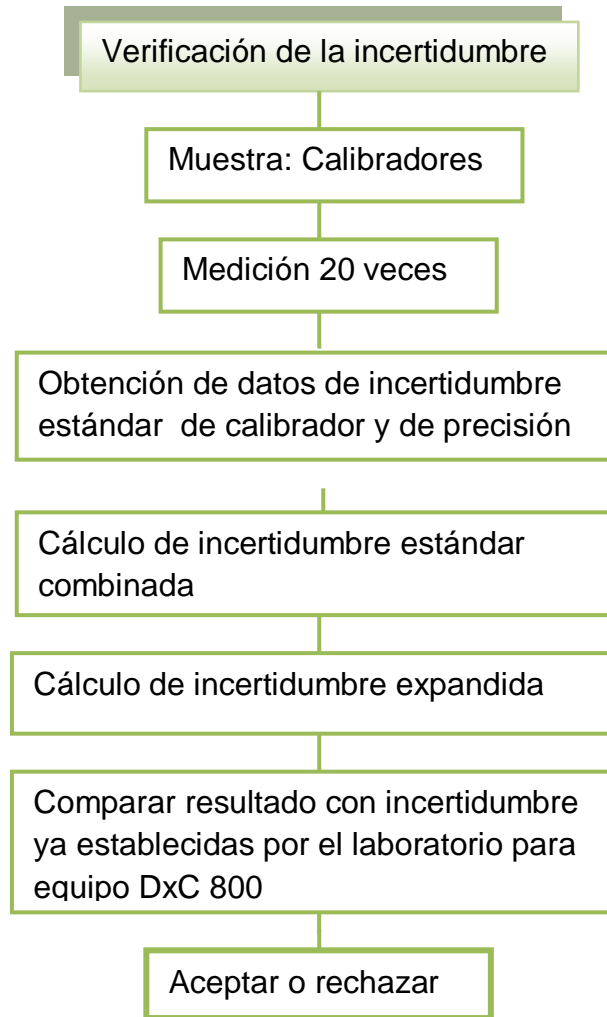 Verificación de la incertidumbre
Muestra: Calibradores
Medición 20 veces
Obtención de datos de incertidumbre
estándar  de calibrador y de precisión
Cálculo de incertidumbre estándar
combinada
Cálculo de incertidumbre expandida
Comparar resultado con incertidumbre
ya establecidas por el laboratorio para
equipo DxC 800
Aceptar o rechazar